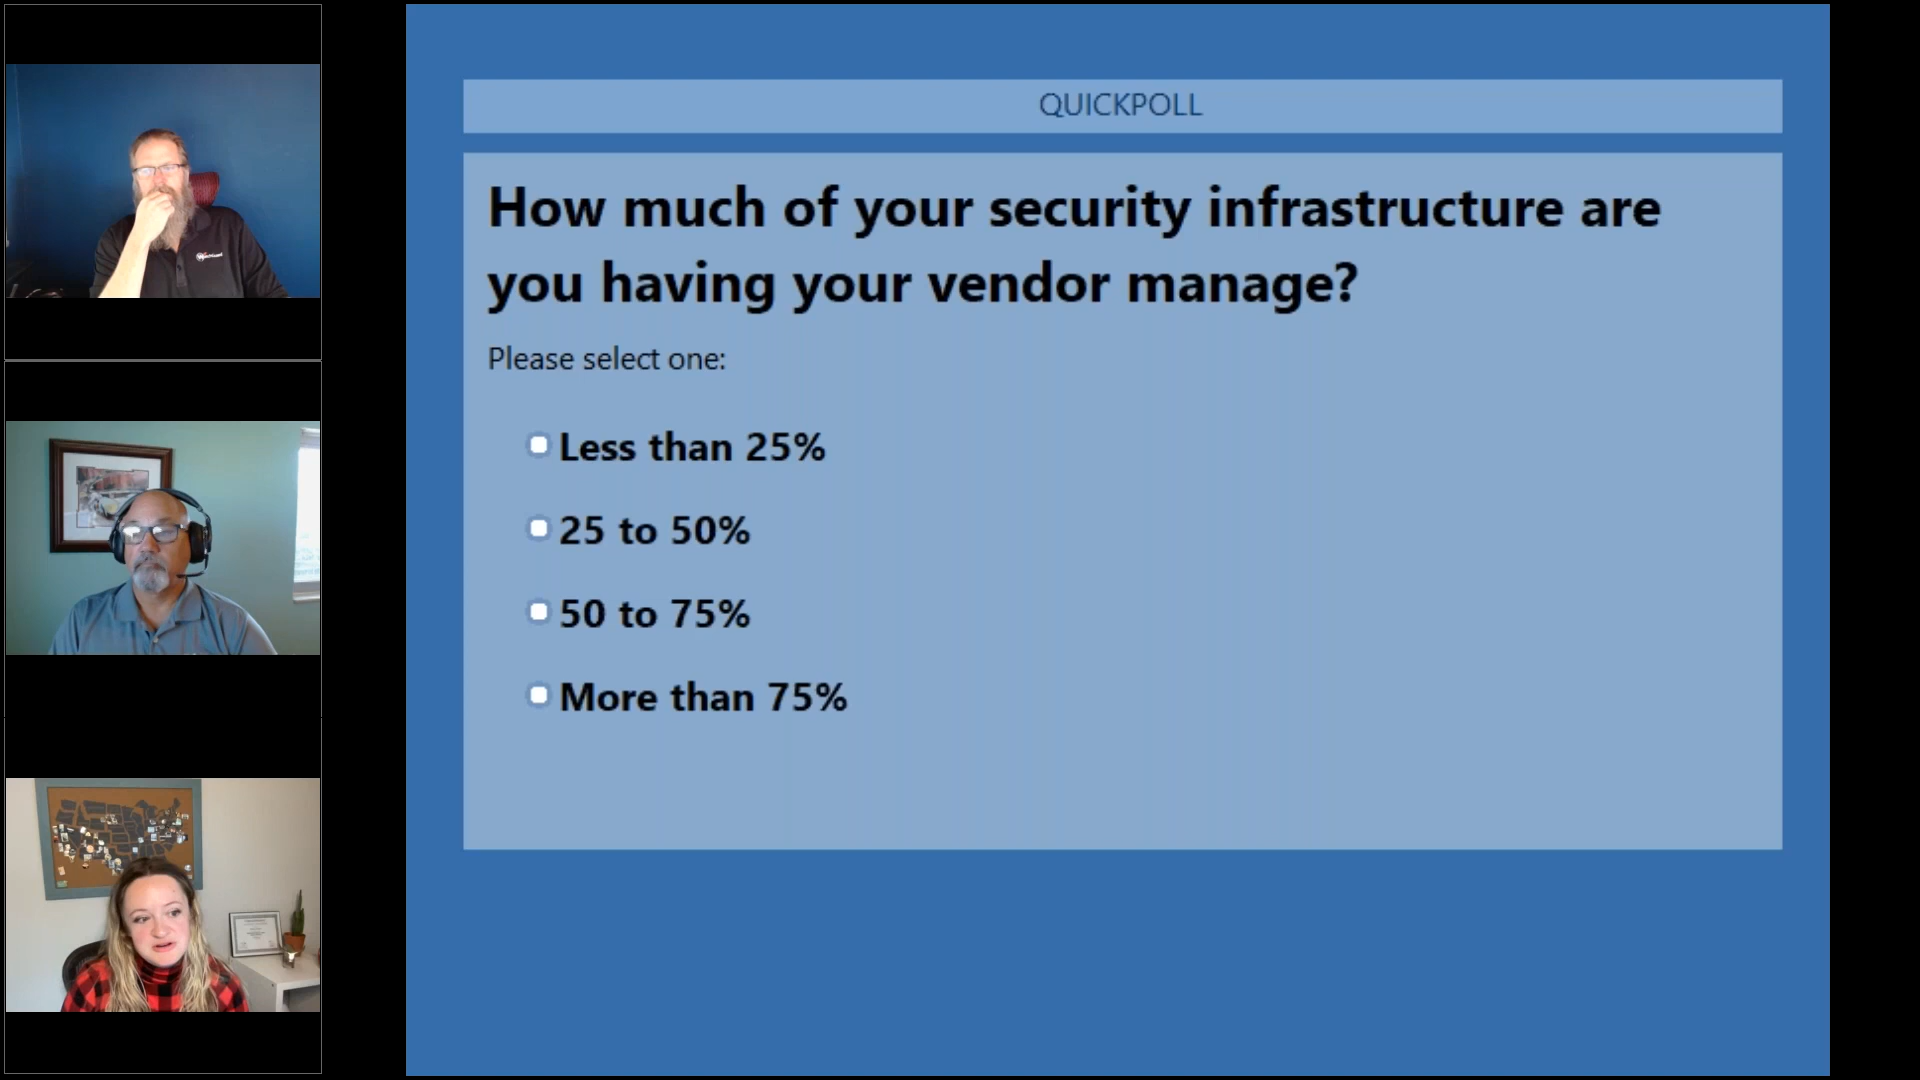 QUICKPOLL
How much of your security infrastructure are
you having your vendor manage?
Please select one:
Less than 25%
25 to 50%
50 to 75%
More than 75%